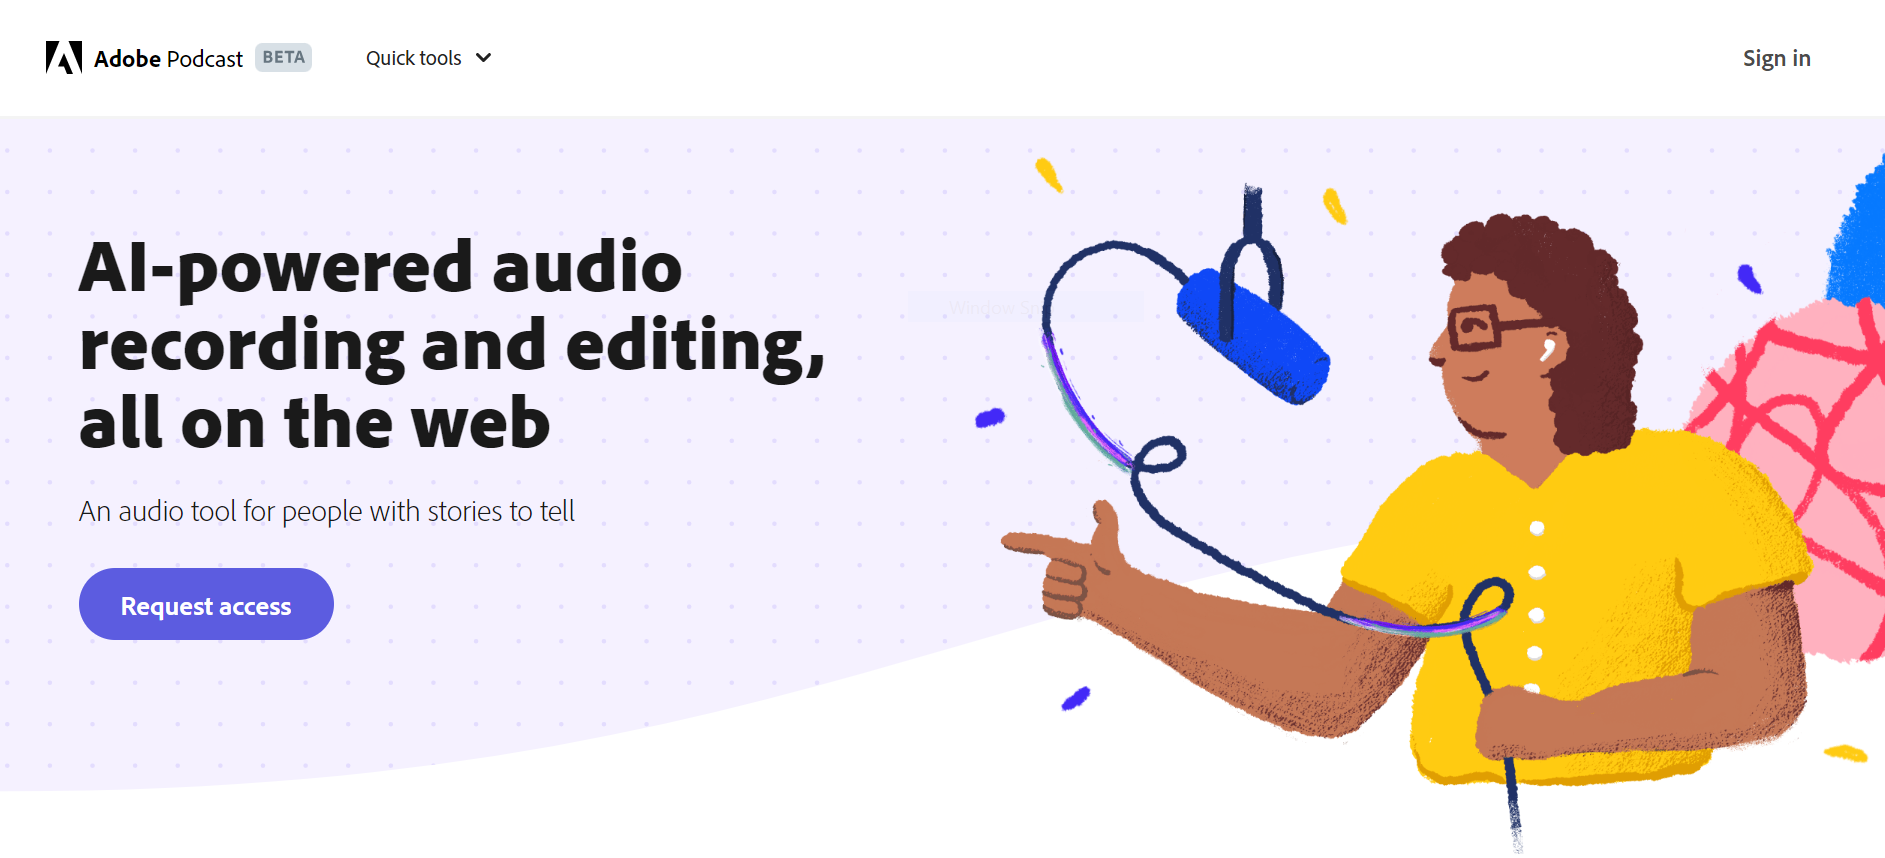 Adobe Podcast BETA Quick tools Sign in
AI-powered audio
recording and editing,
all on the web
An audio tool for people with stories to tell
Request access